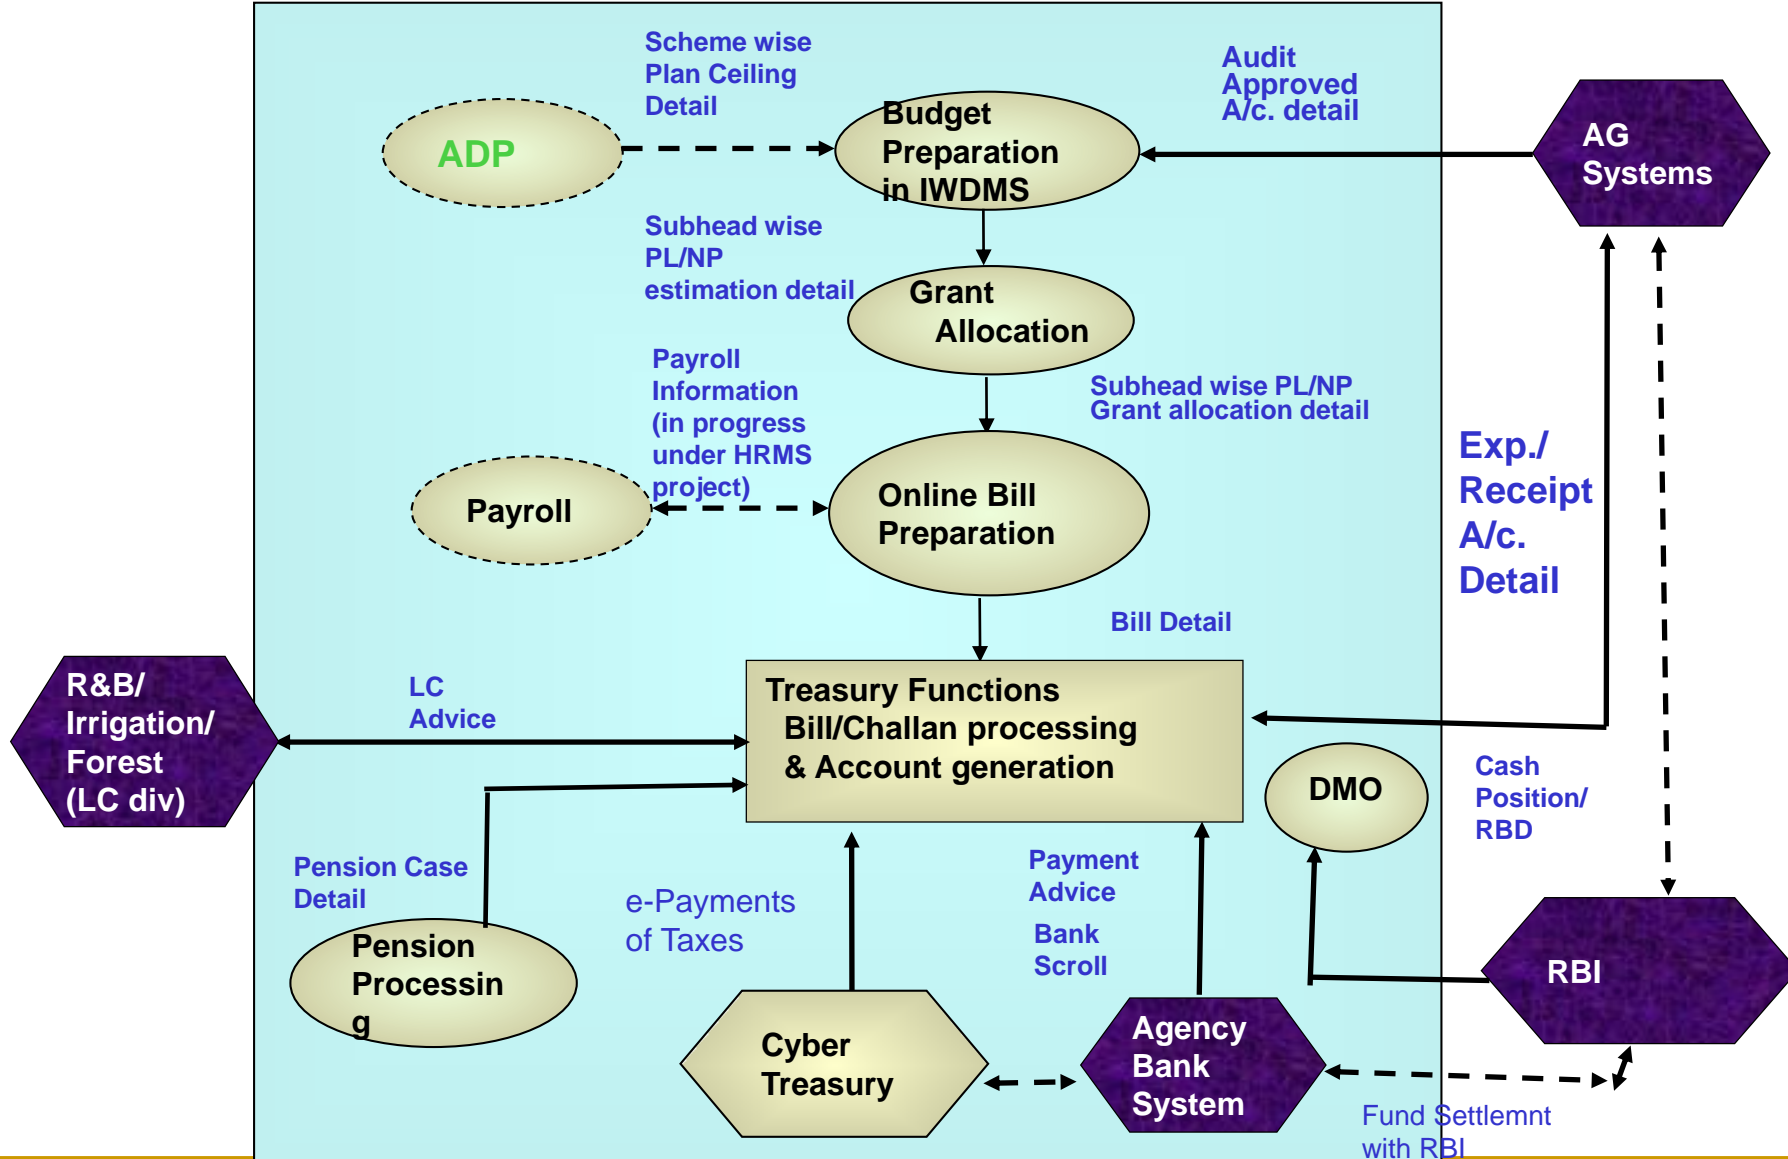 Scheme wise
Plan Ceiling
Detail
Audit
Approved
A/c. detail
ADP
Budget
Preparation
in IWDMS
AG
Systems
Subhead wise
PL/NP
estimation detail
Grant
Allocation
Payroll
Information
(in progress
under HRMS
project)
Subhead wise PL/NP
Grant allocation detail
Exp./
Receipt
A/c.
Detail
Payroll
Online Bill
Preparation
Bill Detail
R&B/
Irrigation/
Forest
(LC div)
LC
Advice
Treasury Functions
Bill/Challan processing
& Account generation
DMO
Cash
Position/
RBD
Pension Case
Detail
e-Payments
of Taxes
Payment
Advice
Bank
Scroll
Pension
Processin
g
RBI
Cyber
Treasury
Agency
Bank
System
Fund Settlemnt
with RBI